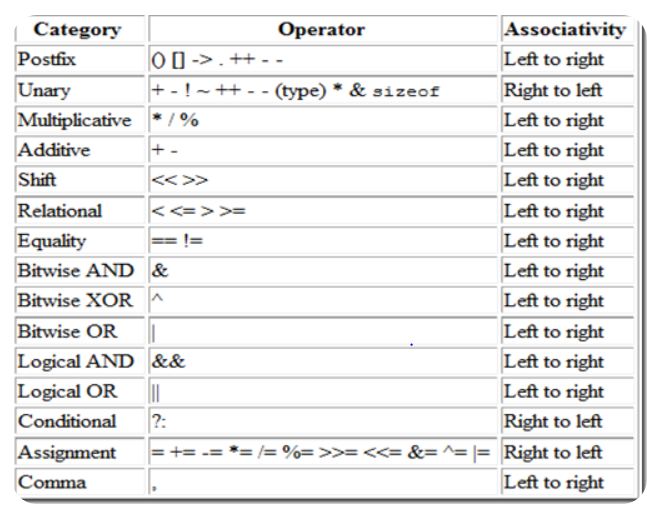 Category Operator Associativity
Postfix () [] -> . ++ - - Left to right
Unary + - ! ~ ++ - - (type) * & sizeof Right to left
Multiplicative * / % Left to right
Additive + - Left to right
Shift << >> Left to right
Relational < <= > >= Left to right
Equality == != Left to right
Bitwise AND & Left to right
Bitwise XOR ^ Left to right
Bitwise OR | Left to right
Logical AND && Left to right
Logical OR || Left to right
Conditional ?: Right to left
Assignment = += -= *= /= %= >>= <<= &= ^= |= Right to left
Comma , Left to right